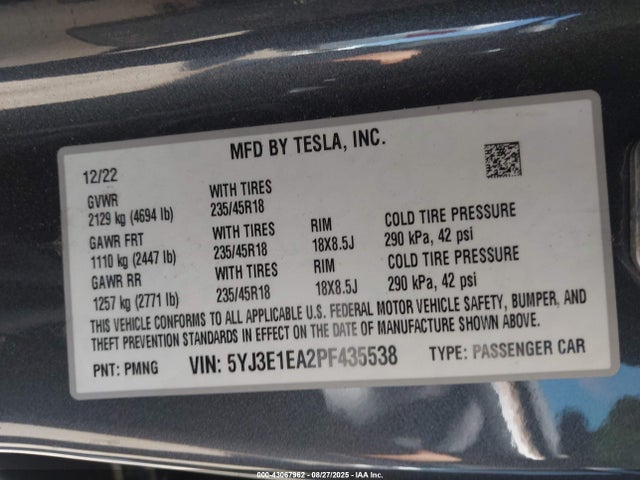 MFD BY TESLA, INC.
12/22
GVWR WITH TIRES
2129 kg (4694 lb) 235/45R18
GAWR FRT WITH TIRES RIM COLD TIRE PRESSURE
1110 kg (2447 lb) 235/45R18 18X8.5J 290 kPa, 42 psi
GAWR RR WITH TIRES RIM COLD TIRE PRESSURE
1257 kg (2771 lb) 235/45R18 18X8.5J 290 kPa, 42 psi
THIS VEHICLE CONFORMS TO ALL APPLICABLE U.S. FEDERAL MOTOR VEHICLE SAFETY, BUMPER, AND
THEFT PREVENTION STANDARDS IN EFFECT ON THE DATE OF MANUFACTURE SHOWN ABOVE.
PNT: PMNG VIN: 5YJ3E1EA2PF435538 TYPE: PASSENGER CAR
000-43067962 - 08/27/2025 - IAA Inc.